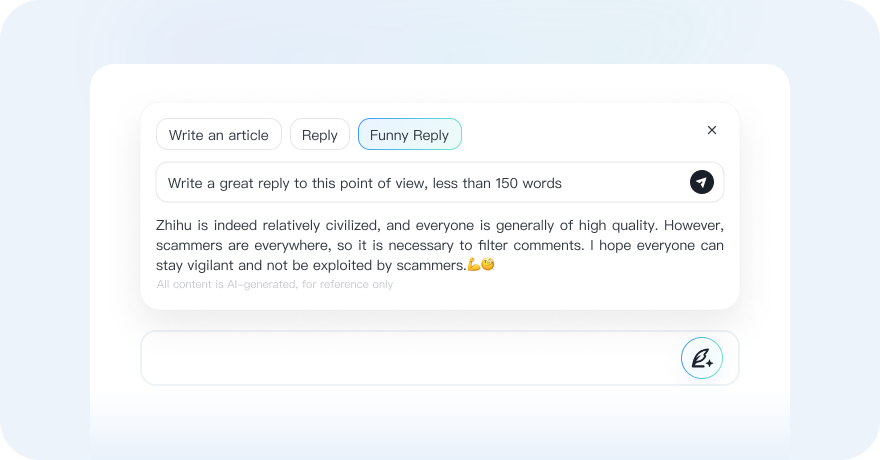 Write an article
Reply
Funny Reply
Write a great reply to this point of view, less than 150 words
Zhihu is indeed relatively civilized, and everyone is generally of high quality. However,
scammers are everywhere, so it is necessary to filter comments. I hope everyone can
stay vigilant and not be exploited by scammers.💪🧐
All content is AI-generated, for reference only